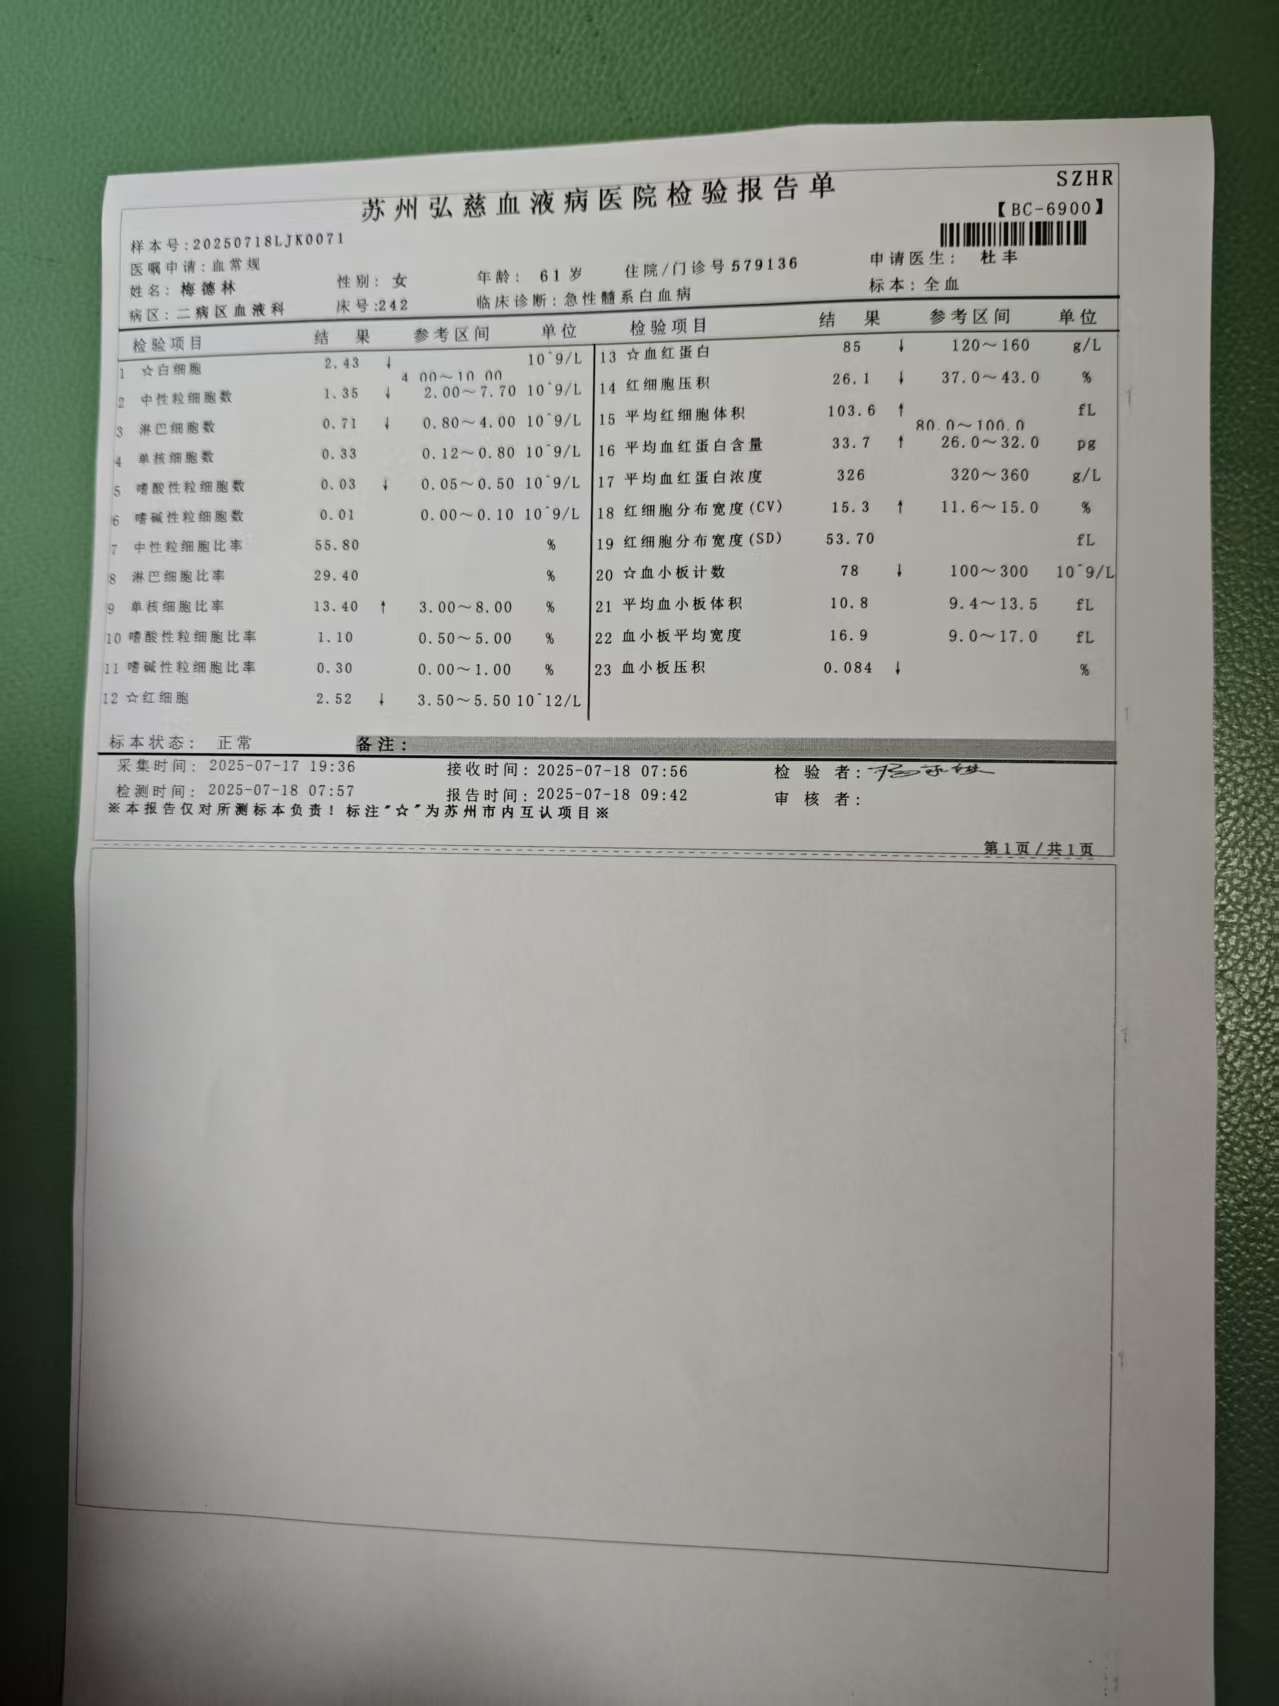 苏州弘慈血液病医院检验报告单
SZHR
【BC-6900】
样本号:20250718LJK0071
医嘱申请:血常规
姓名: 梅德林 性别: 女 年龄: 61 岁 住院/门诊号 579136 申请医生: 杜丰
病区: 二病区血液科 床号:242 临床诊断: 急性髓系白血病 标本: 全血
检验项目 结 果 参考区间 单位 检验项目 结 果 参考区间 单位
1 ☆白细胞 2.43 ↓ 4.00～10.00 10^9/L
2 中性粒细胞数 1.35 ↓ 2.00～7.70 10^9/L
3 淋巴细胞数 0.71 ↓ 0.80～4.00 10^9/L
4 单核细胞数 0.33 0.12～0.80 10^9/L
5 嗜酸性粒细胞数 0.03 ↓ 0.05～0.50 10^9/L
6 嗜碱性粒细胞数 0.01 0.00～0.10 10^9/L
7 中性粒细胞比率 55.80 %
8 淋巴细胞比率 29.40 %
9 单核细胞比率 13.40 ↑ 3.00～8.00 %
10 嗜酸性粒细胞比率 1.10 0.50～5.00 %
11 嗜碱性粒细胞比率 0.30 0.00～1.00 %
12 ☆红细胞 2.52 ↓ 3.50～5.50 10^12/L
13 ☆血红蛋白 85 ↓ 120～160 g/L
14 红细胞压积 26.1 ↓ 37.0～43.0 %
15 平均红细胞体积 103.6 ↑ 80.0～100.0 fL
16 平均血红蛋白含量 33.7 ↑ 26.0～32.0 pg
17 平均血红蛋白浓度 326 320～360 g/L
18 红细胞分布宽度(CV) 15.3 ↑ 11.6～15.0 %
19 红细胞分布宽度(SD) 53.70 fL
20 ☆血小板计数 78 ↓ 100～300 10^9/L
21 平均血小板体积 10.8 9.4～13.5 fL
22 血小板平均宽度 16.9 9.0～17.0 fL
23 血小板压积 0.084 ↓ %
标本状态: 正常 备注:
采集时间: 2025-07-17 19:36 接收时间: 2025-07-18 07:56 检 验 者:
检测时间: 2025-07-18 07:57 报告时间: 2025-07-18 09:42 审 核 者:
※本报告仅对所测标本负责！标注"☆"为苏州市内互认项目※
第1页/共1页